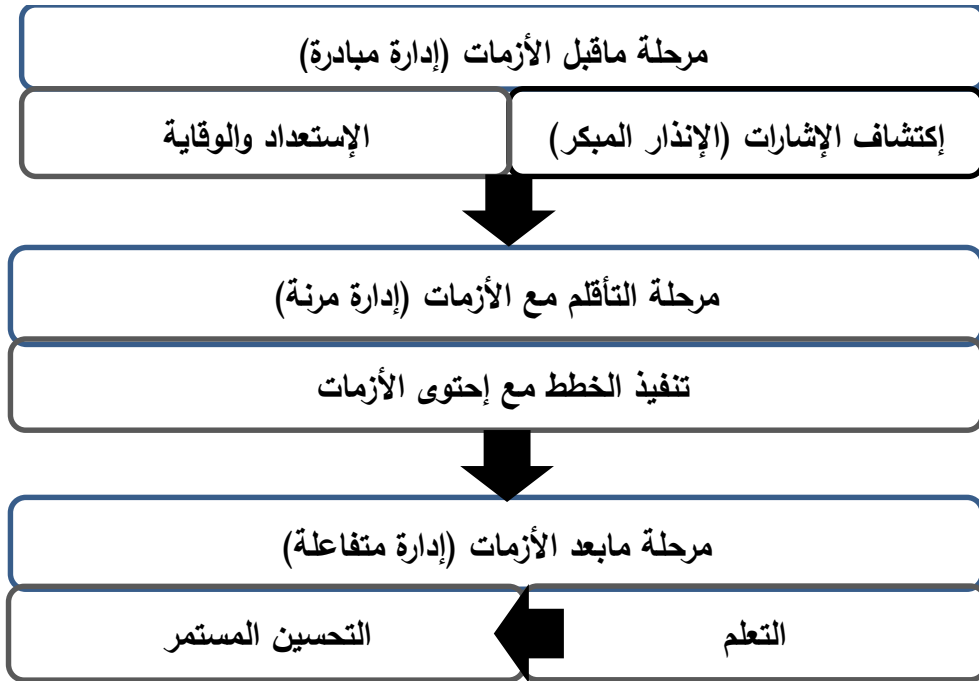 مرحلة ماقبل الأزمات (إدارة مبادرة)
إكتشاف الإشارات (الإنذار المبكر)
الإستعداد والوقاية
مرحلة التأقلم مع الأزمات (إدارة مرنة)
تنفيذ الخطط مع إحتوى الأزمات
مرحلة مابعد الأزمات (إدارة متفاعلة)
التعلم
التحسين المستمر